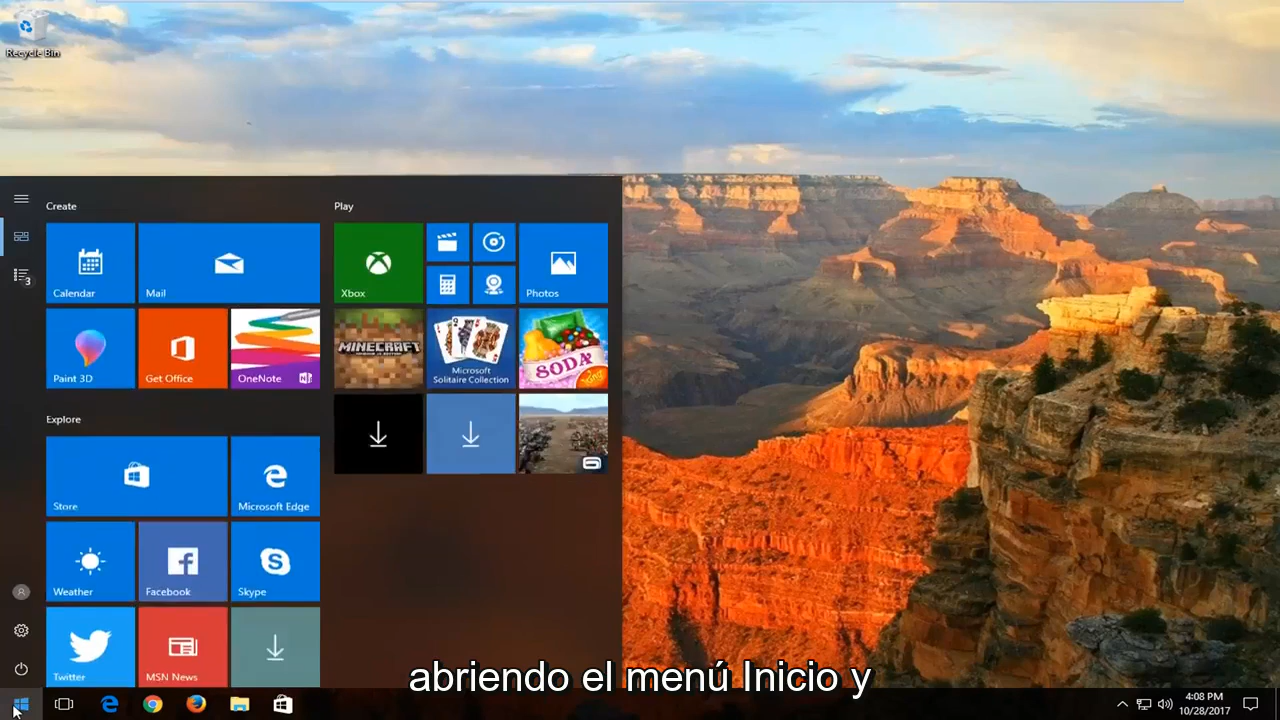 Recycle Bin
Create
Play
Calendar
Mail
Xbox
Photos
Paint 3D
Get Office
OneNote
N
MINECRAFT
Microsoft
Solitaire Collection
SODA
King
3
Explore
Store
Microsoft Edge
Weather
Facebook
Skype
Twitter
MSN News
abriendo el menú Inicio y
4:08 PM
10/28/2017